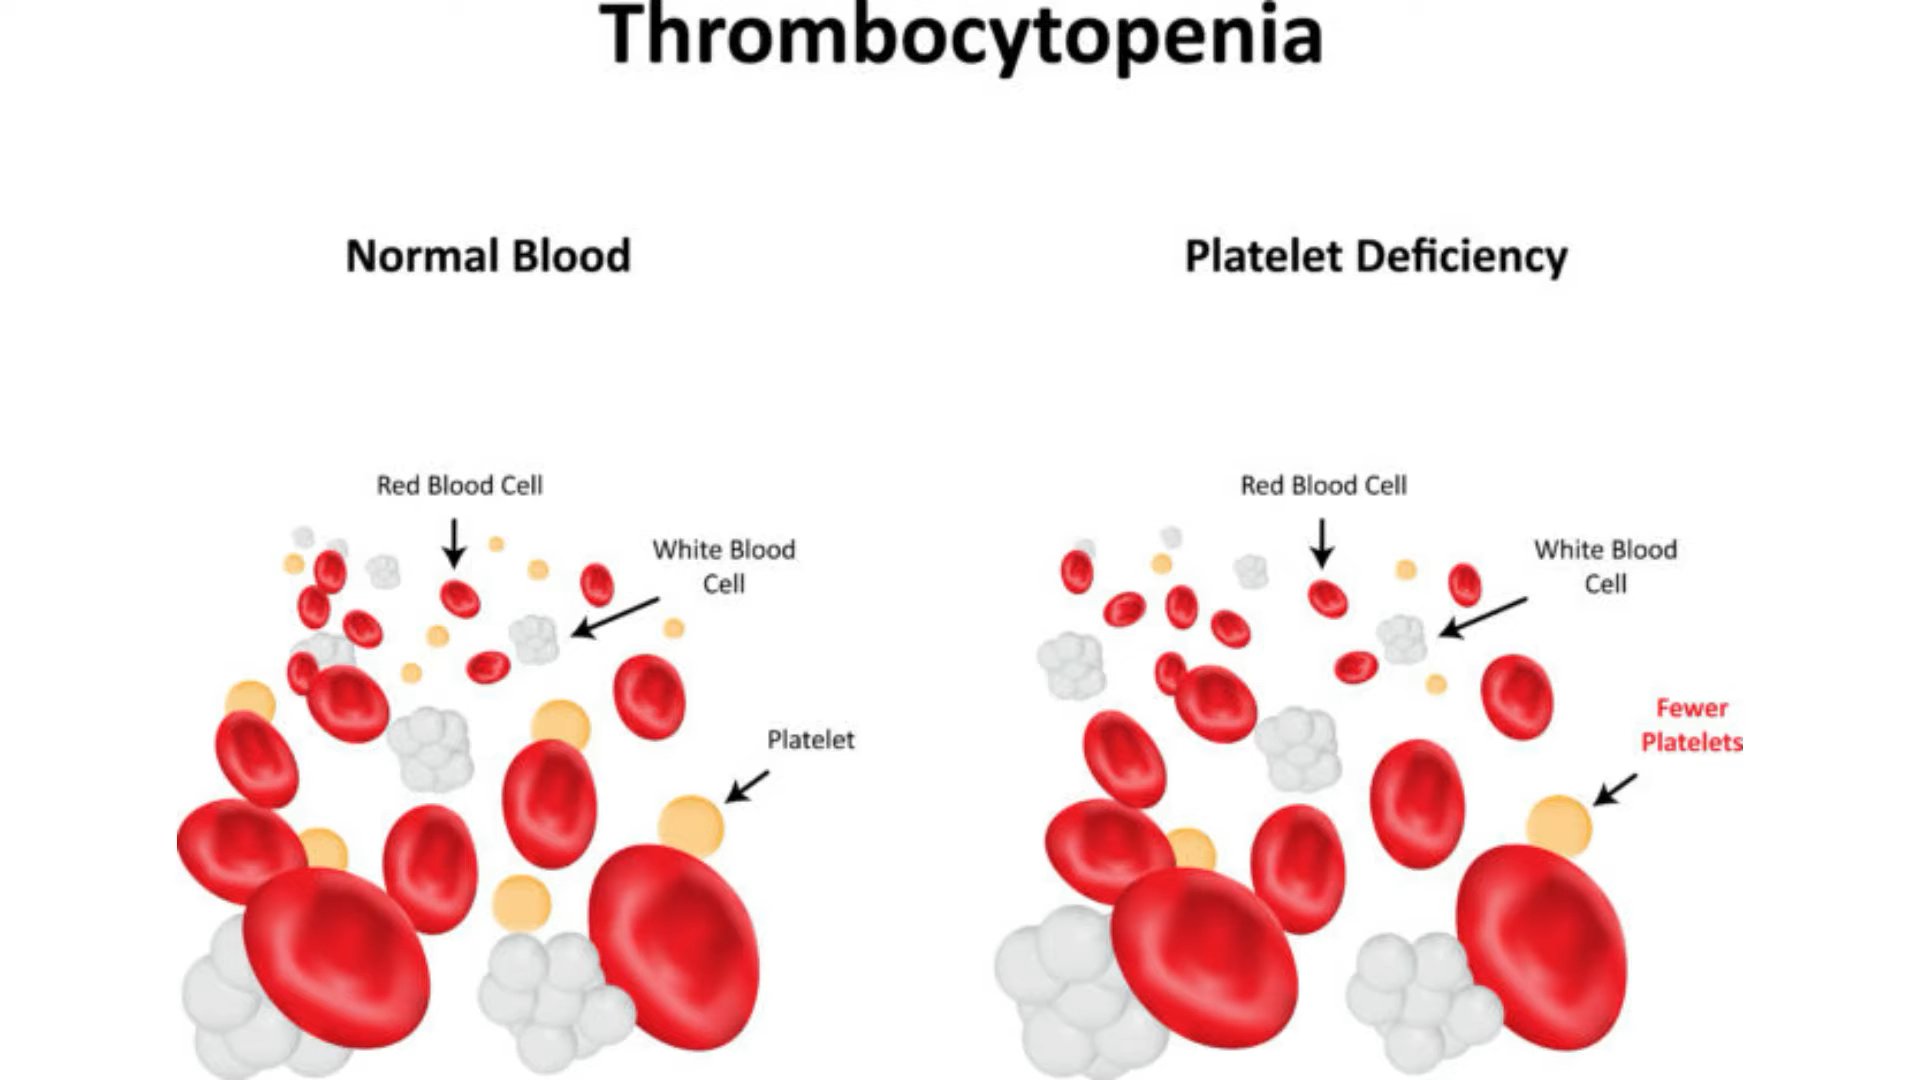 Thrombocytopenia
Normal Blood
Platelet Deficiency
Red Blood Cell
White Blood
Cell
Platelet
Red Blood Cell
White Blood
Cell
Fewer
Platelets